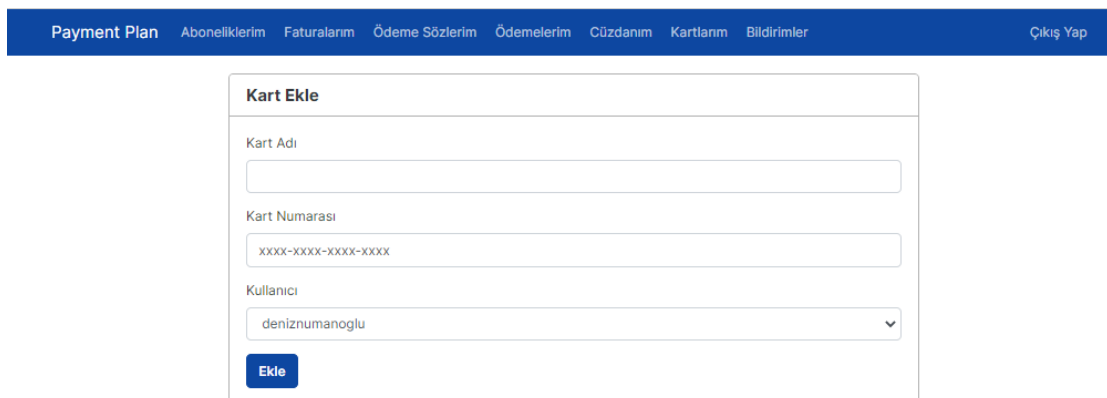 Payment Plan Aboneliklerim Faturalarım Ödeme Sözlerim Ödemelerim Cüzdanım Kartlarım Bildirimler Çıkış Yap
Kart Ekle
Kart Adı
Kart Numarası
xxxx-xxxx-xxxx-xxxx
Kullanıcı
deniznumanoglu
Ekle